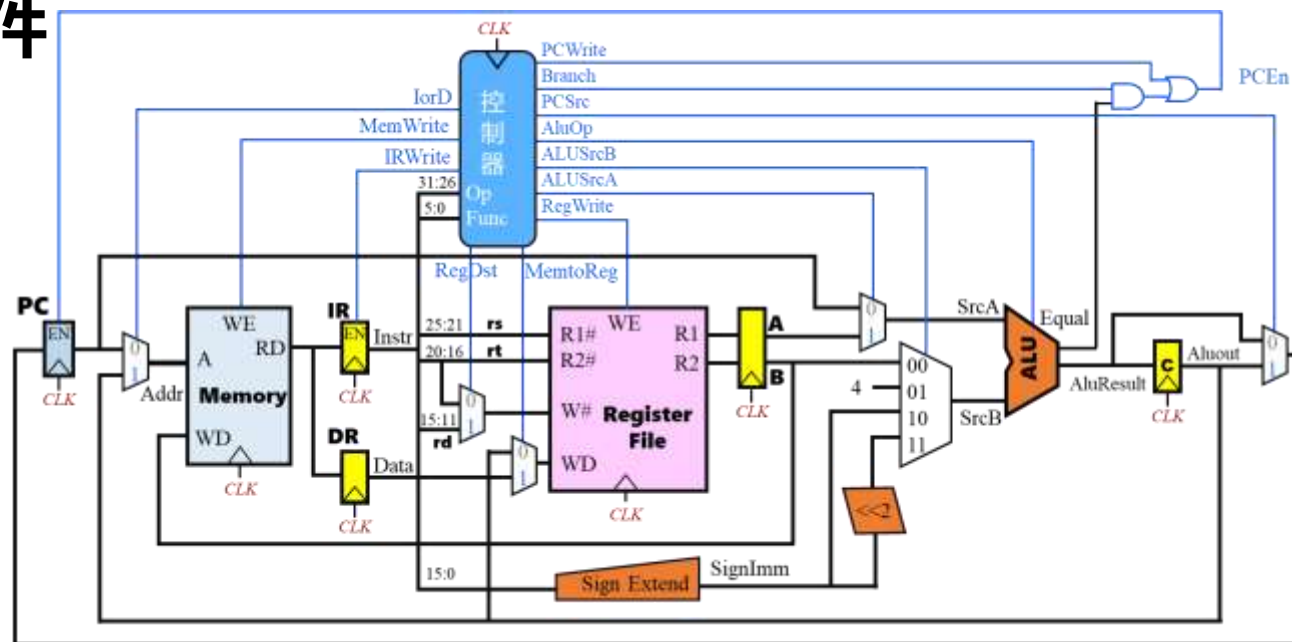 件
CLK
PCWrite
Branch
PCEn
PCSrc
IorD
控制器
AluOp
MemWrite
ALUSrcB
IRWrite
ALUSrcA
31:26
Op
RegWrite
5:0
Func
RegDst
MemtoReg
PC
EN
CLK
0
1
Addr
WE
A
RD
Memory
WD
CLK
IR
EN
Instr
CLK
DR
Data
CLK
25:21 rs
20:16 rt
15:11
rd
0
1
0
1
WE
R1#
R1
R2#
R2
W#
Register
File
WD
CLK
A
B
CLK
0
1
SrcA
4
00
01
10
11
SrcB
<<2
ALU
Equal
AluResult
C
CLK
Aluout
0
1
15:0
Sign Extend
SignImm